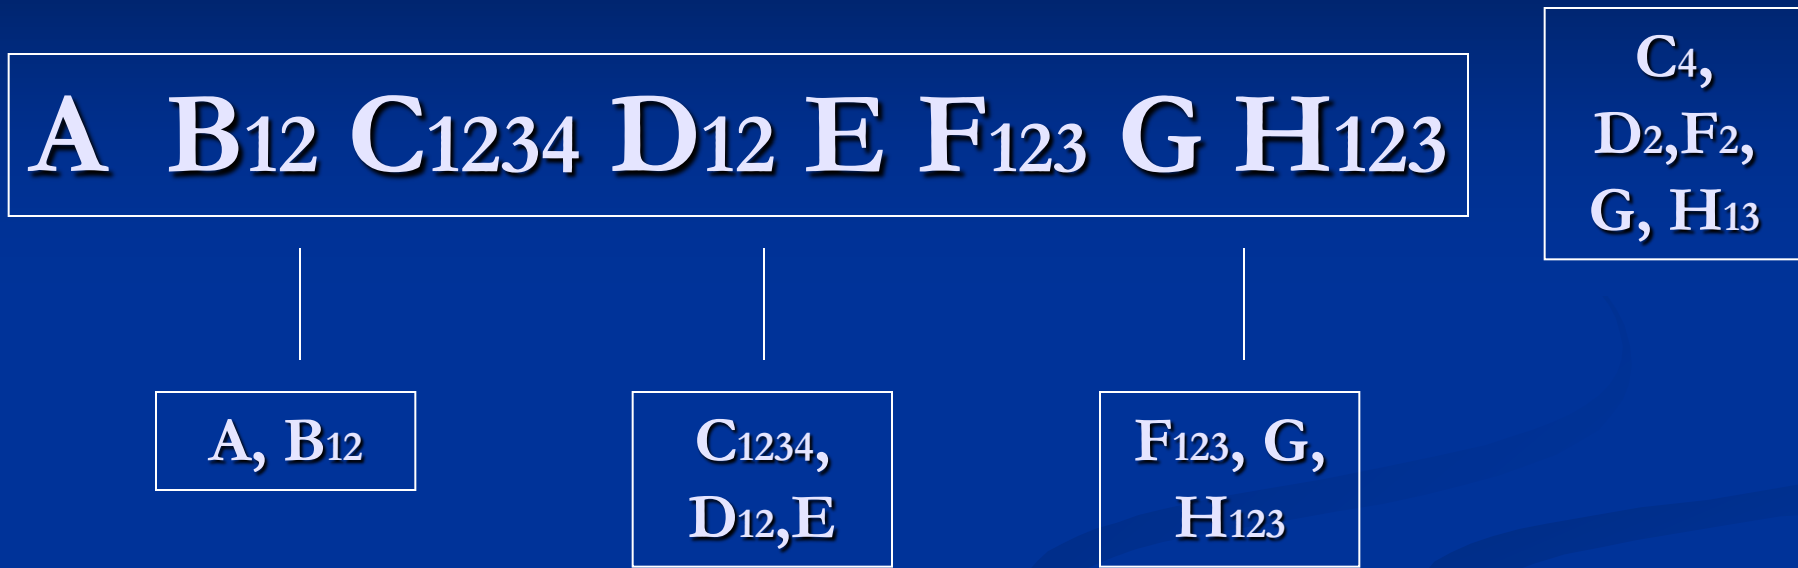 A B12 C1234 D12 E F123 G H123
C4,
D2,F2,
G, H13
A, B12
C1234,
D12,E
F123, G,
H123